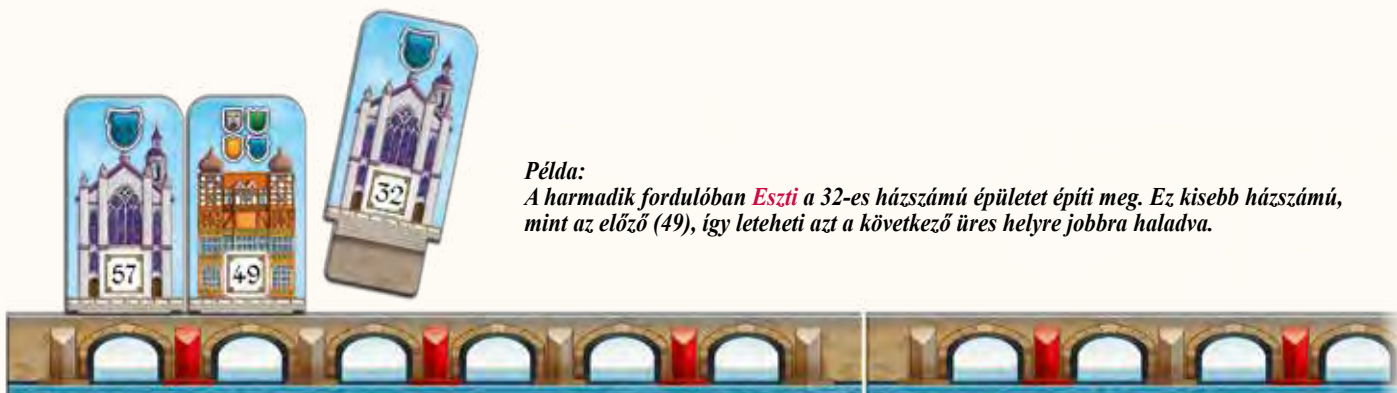 32
57
49
Példa:
A harmadik fordulóban Eszti a 32-es házszámú épületet építi meg. Ez kisebb házszámú,
mint az előző (49), így leteheti azt a következő üres helyre jobbra haladva.